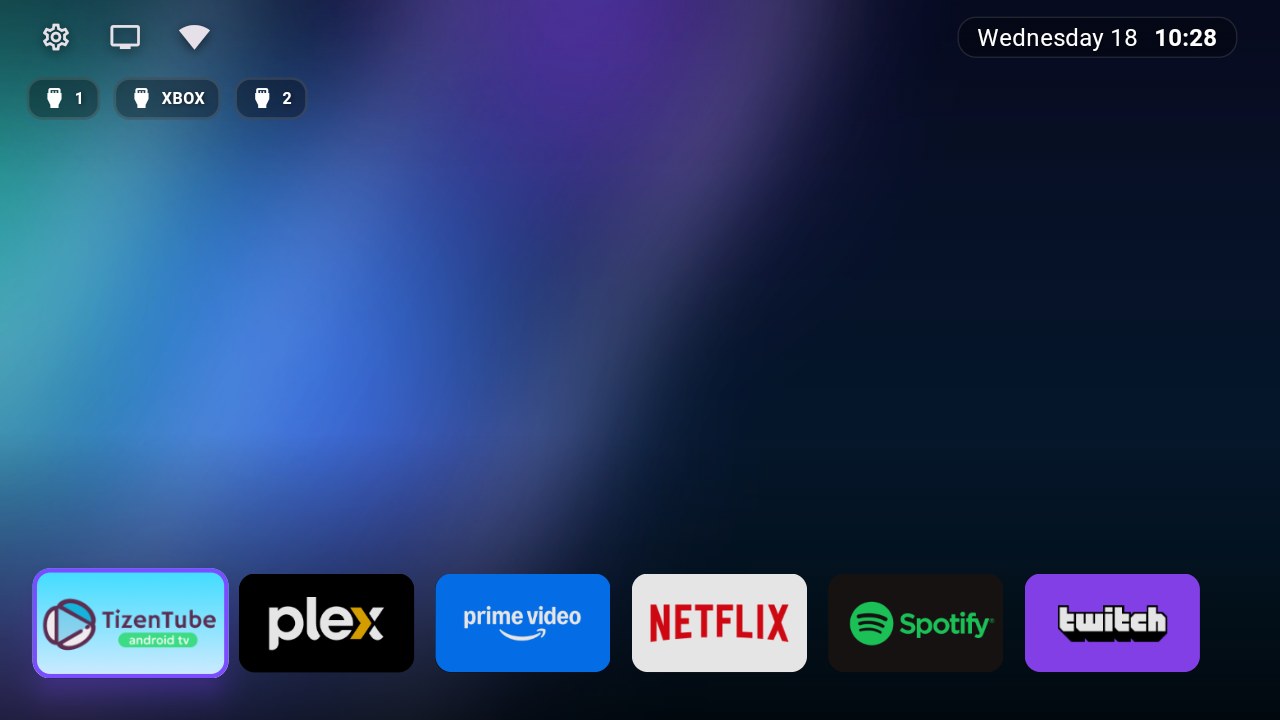 Wednesday 18 10:28
1 XBOX 2
TizenTube
android tv
plex
prime video
NETFLIX
Spotify
twitch